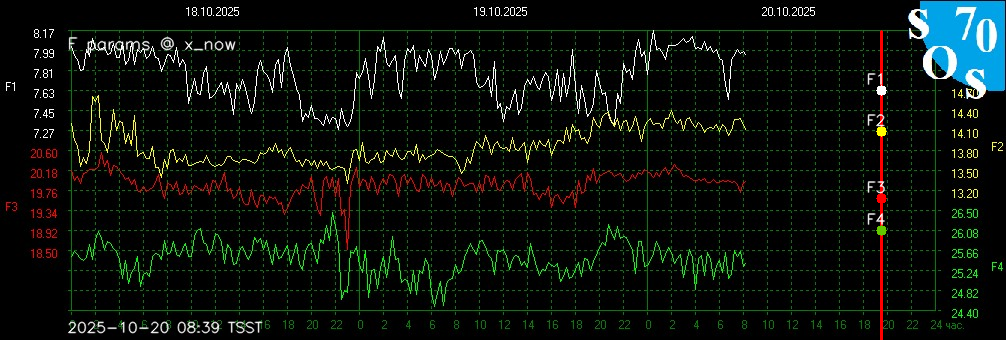 18.10.2025 19.10.2025 20.10.2025
S 70
O
S
F params @ x_now
F1
8.17
7.99
7.81
7.63
7.45
7.27
F3
20.60
20.18
19.76
19.34
18.92
18.50
F1
F2
F3
F4
14.40
14.10
13.80
13.50
13.20
F2
26.50
26.08
25.66
25.24
24.82
24.40
F4
2025-10-20 08:39 TSST
16 18 20 22 0 2 4 6 8 10 12 14 16 18 20 22 0 2 4 6 8 10 12 14 16 18 20 22 24 час.